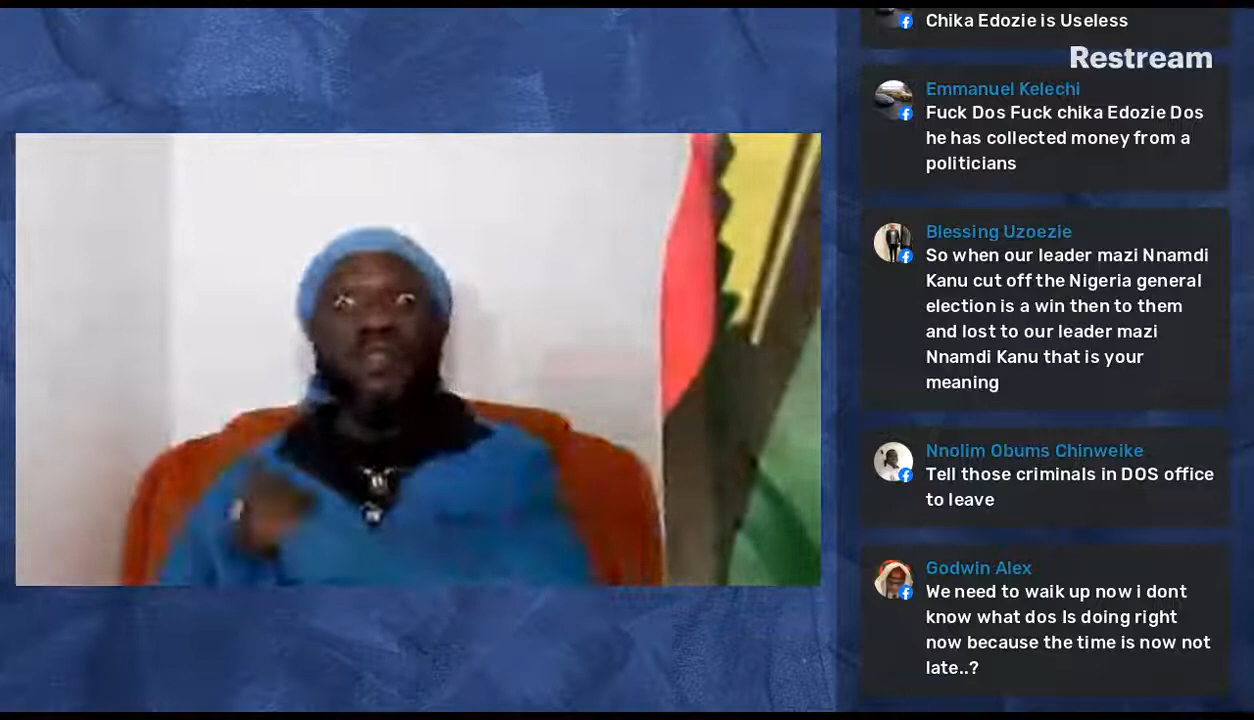 Chika Edozie is Useless
Restream
Emmanuel Kelechi
Fuck Dos Fuck chika Edozie Dos
he has collected money from a
politicians
Blessing Uzoezie
So when our leader mazi Nnamdi
Kanu cut off the Nigeria general
election is a win then to them
and lost to our leader mazi
Nnamdi Kanu that is your
meaning
Nnolim Obums Chinweike
Tell those criminals in DOS office
to leave
Godwin Alex
We need to waik up now i dont
know what dos Is doing right
now because the time is now not
late..?